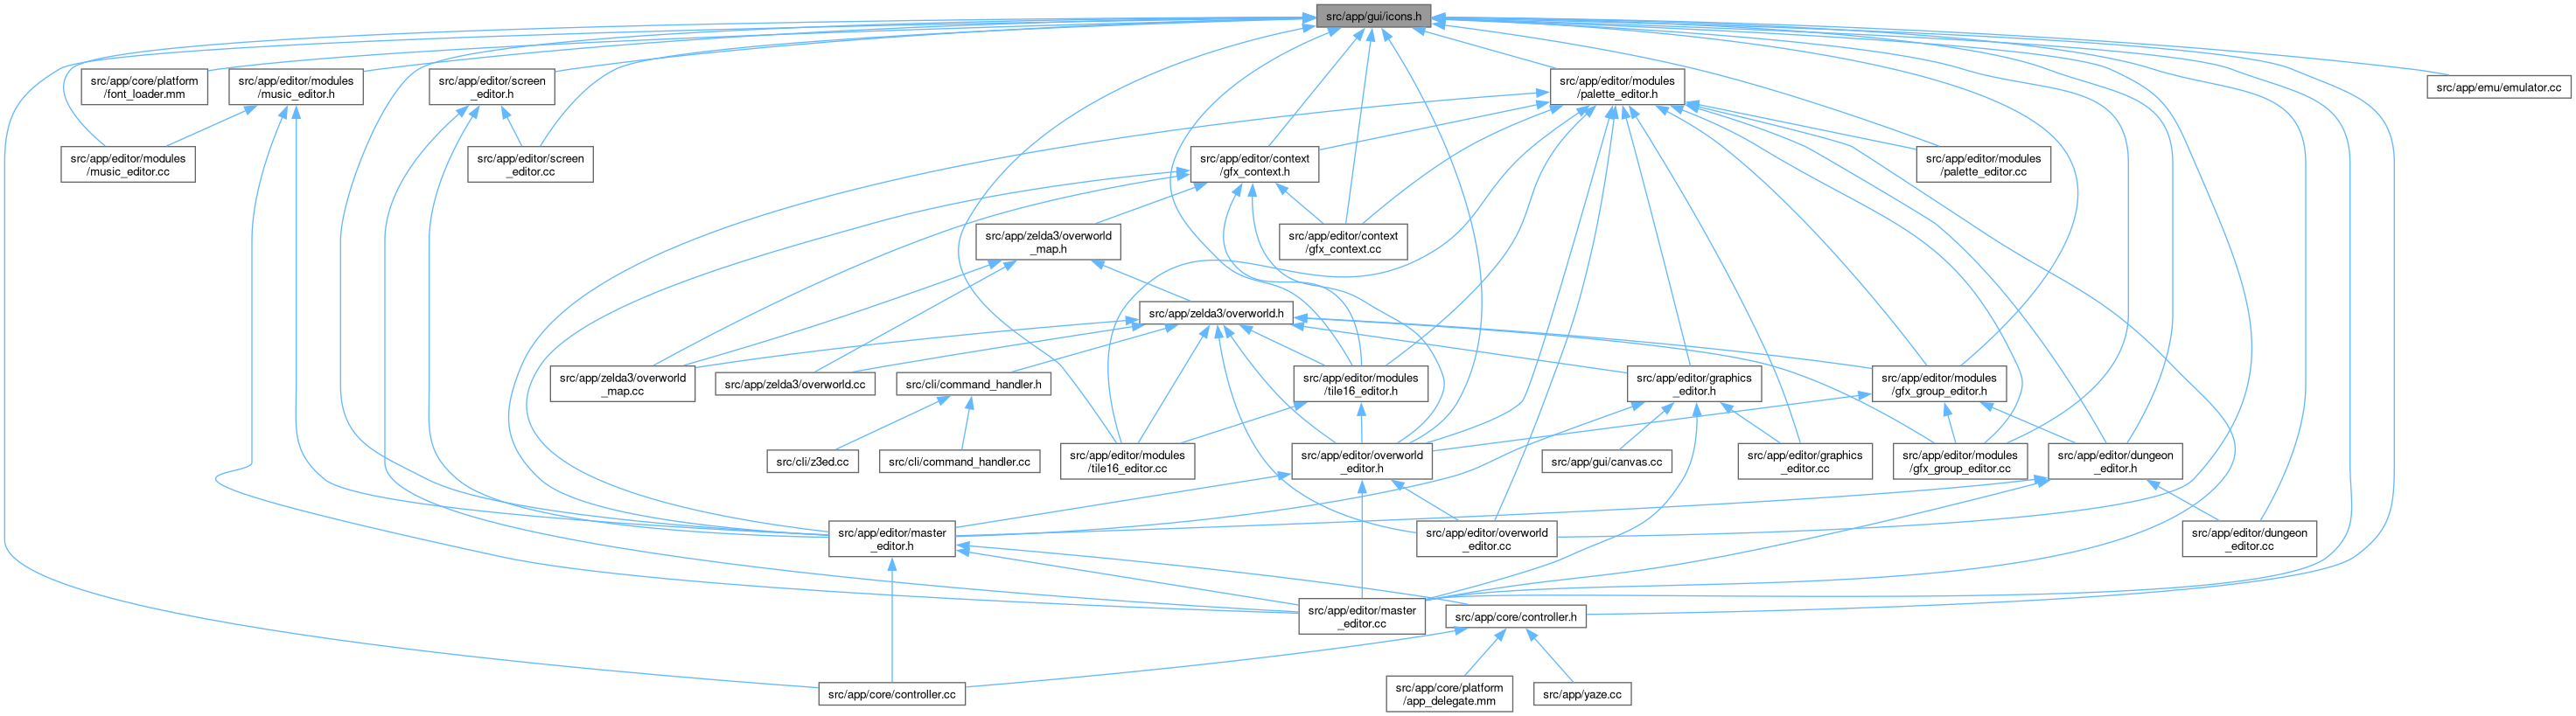 src/app/gui/icons.h
src/app/core/platform
/font_loader.mm
src/app/editor/modules
/music_editor.h
src/app/editor/screen
_editor.h
src/app/editor/modules
/palette_editor.h
src/app/emu/emulator.cc
src/app/editor/modules
/music_editor.cc
src/app/editor/screen
_editor.cc
src/app/editor/context
/gfx_context.h
src/app/editor/modules
/palette_editor.cc
src/app/zelda3/overworld
_map.h
src/app/editor/context
/gfx_context.cc
src/app/zelda3/overworld.h
src/app/zelda3/overworld
_map.cc
src/app/zelda3/overworld.cc
src/cli/command_handler.h
src/app/editor/modules
/tile16_editor.h
src/app/editor/graphics
_editor.h
src/app/editor/modules
/gfx_group_editor.h
src/cli/z3ed.cc
src/cli/command_handler.cc
src/app/editor/modules
/tile16_editor.cc
src/app/editor/overworld
_editor.h
src/app/gui/canvas.cc
src/app/editor/graphics
_editor.cc
src/app/editor/modules
/gfx_group_editor.cc
src/app/editor/dungeon
_editor.h
src/app/editor/master
_editor.h
src/app/editor/overworld
_editor.cc
src/app/editor/dungeon
_editor.cc
src/app/editor/master
_editor.cc
src/app/core/controller.h
src/app/core/controller.cc
src/app/core/platform
/app_delegate.mm
src/app/yaze.cc